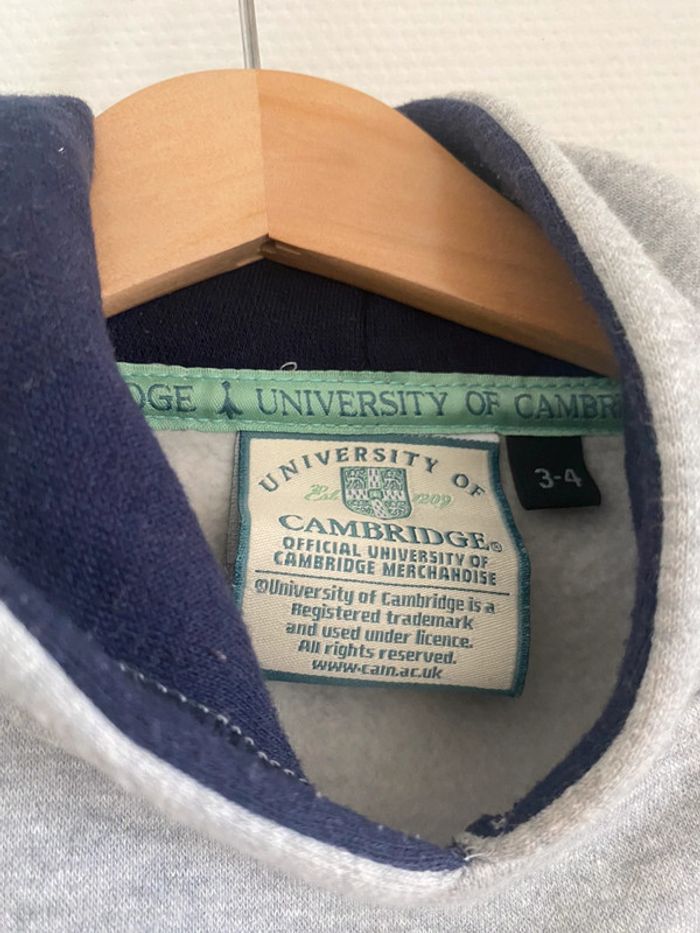 DGE UNIVERSITY OF CAMBR
3-4
UNIVERSITY OF
Est 1209
CAMBRIDGE®
OFFICIAL UNIVERSITY OF
CAMBRIDGE MERCHANDISE
©University of Cambridge is a
Registered trademark
and used under licence.
All rights reserved.
www.cam.ac.uk